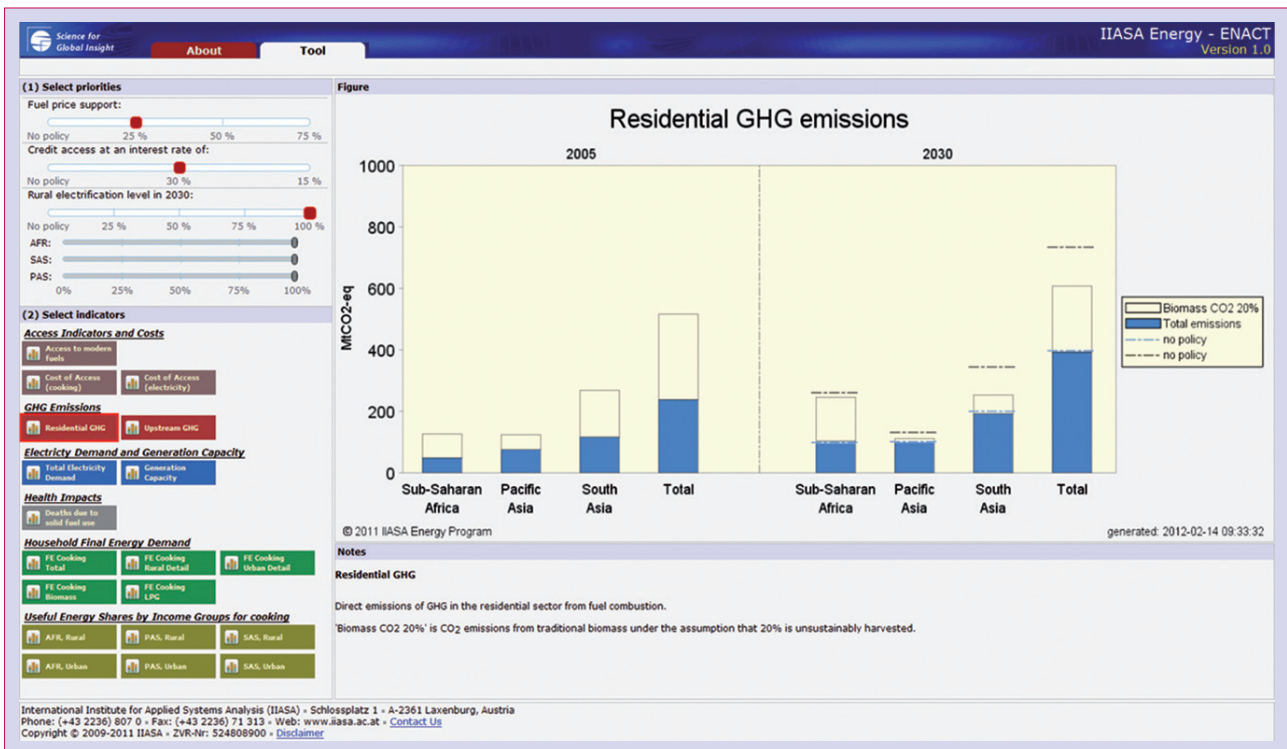 Science for
Global Insight
About
Tool
IIASA Energy - ENACT
Version 1.0
(1) Select priorities
Fuel price support:
No policy 25 % 50 % 75 %
Credit access at an interest rate of:
No policy 30 % 15 %
Rural electrification level in 2030:
No policy 25 % 50 % 75 % 100 %
AFR:
SAS:
PAS:
0% 25% 50% 75% 100%
(2) Select indicators
Access Indicators and Costs
Access to modern
fuels
Cost of Access
(cooking)
Cost of Access
(electricity)
GHG Emissions
Residential GHG
Upstream GHG
Electricty Demand and Generation Capacity
Total Electricity
Demand
Generation
Capacity
Health Impacts
Deaths due to
solid fuel use
Household Final Energy Demand
FE Cooking
Total
FE Cooking
Rural Detail
FE Cooking
Urban Detail
FE Cooking
Biomass
FE Cooking
LPG
Useful Energy Shares by Income Groups for cooking
AFR, Rural
PAS, Rural
SAS, Rural
AFR, Urban
PAS, Urban
SAS, Urban
Figure
Residential GHG emissions
2005
2030
MtCO2-eq
1000
800
600
400
200
0
Sub-Saharan
Africa
Pacific
Asia
South
Asia
Total
Sub-Saharan
Africa
Pacific
Asia
South
Asia
Total
Biomass CO2 20%
Total emissions
no policy
no policy
© 2011 IIASA Energy Program
generated: 2012-02-14 09:33:32
Notes
Residential GHG
Direct emissions of GHG in the residential sector from fuel combustion.
'Biomass CO2 20%' is CO2 emissions from traditional biomass under the assumption that 20% is unsustainably harvested.
International Institute for Applied Systems Analysis (IIASA) • Schlossplatz 1 • A-2361 Laxenburg, Austria
Phone: (+43 2236) 807 0 • Fax: (+43 2236) 71 313 • Web: www.iiasa.ac.at • Contact Us
Copyright © 2009-2011 IIASA • ZVR-Nr: 524808900 • Disclaimer